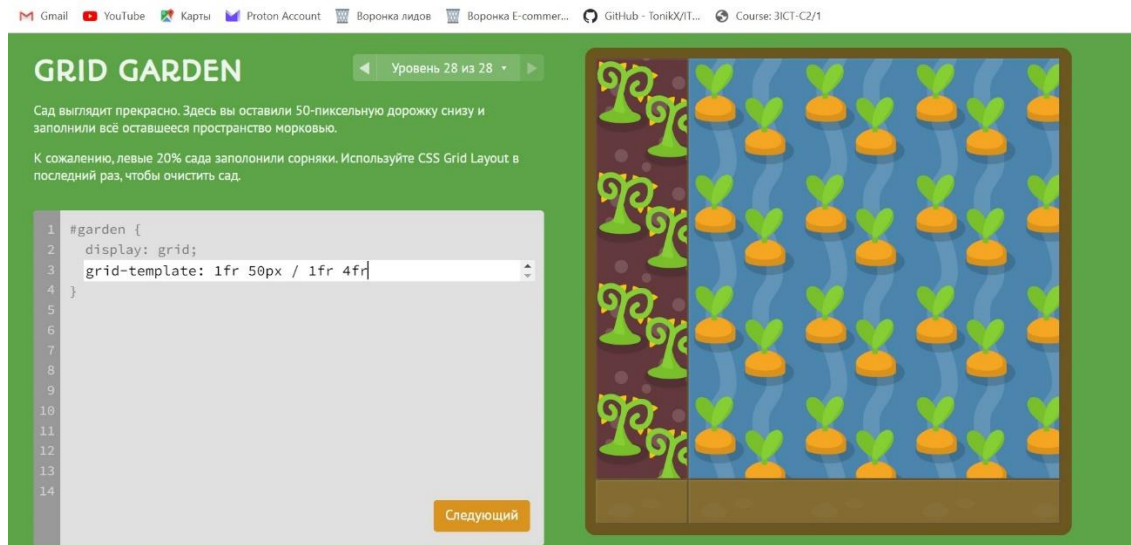 Gmail YouTube Карты Proton Account Воронка лидов Воронка E-commer... GitHub - TonikX/IT... Course: 3ICT-C2/1
GRID GARDEN
Уровень 28 из 28
Сад выглядит прекрасно. Здесь вы оставили 50-пиксельную дорожку снизу и
заполнили всё оставшееся пространство морковью.
К сожалению, левые 20% сада заполонили сорняки. Используйте CSS Grid Layout в
последний раз, чтобы очистить сад.
1 #garden {
2 display: grid;
3 grid-template: 1fr 50px / 1fr 4fr
4 }
5
6
7
8
9
10
11
12
13
14
Следующий